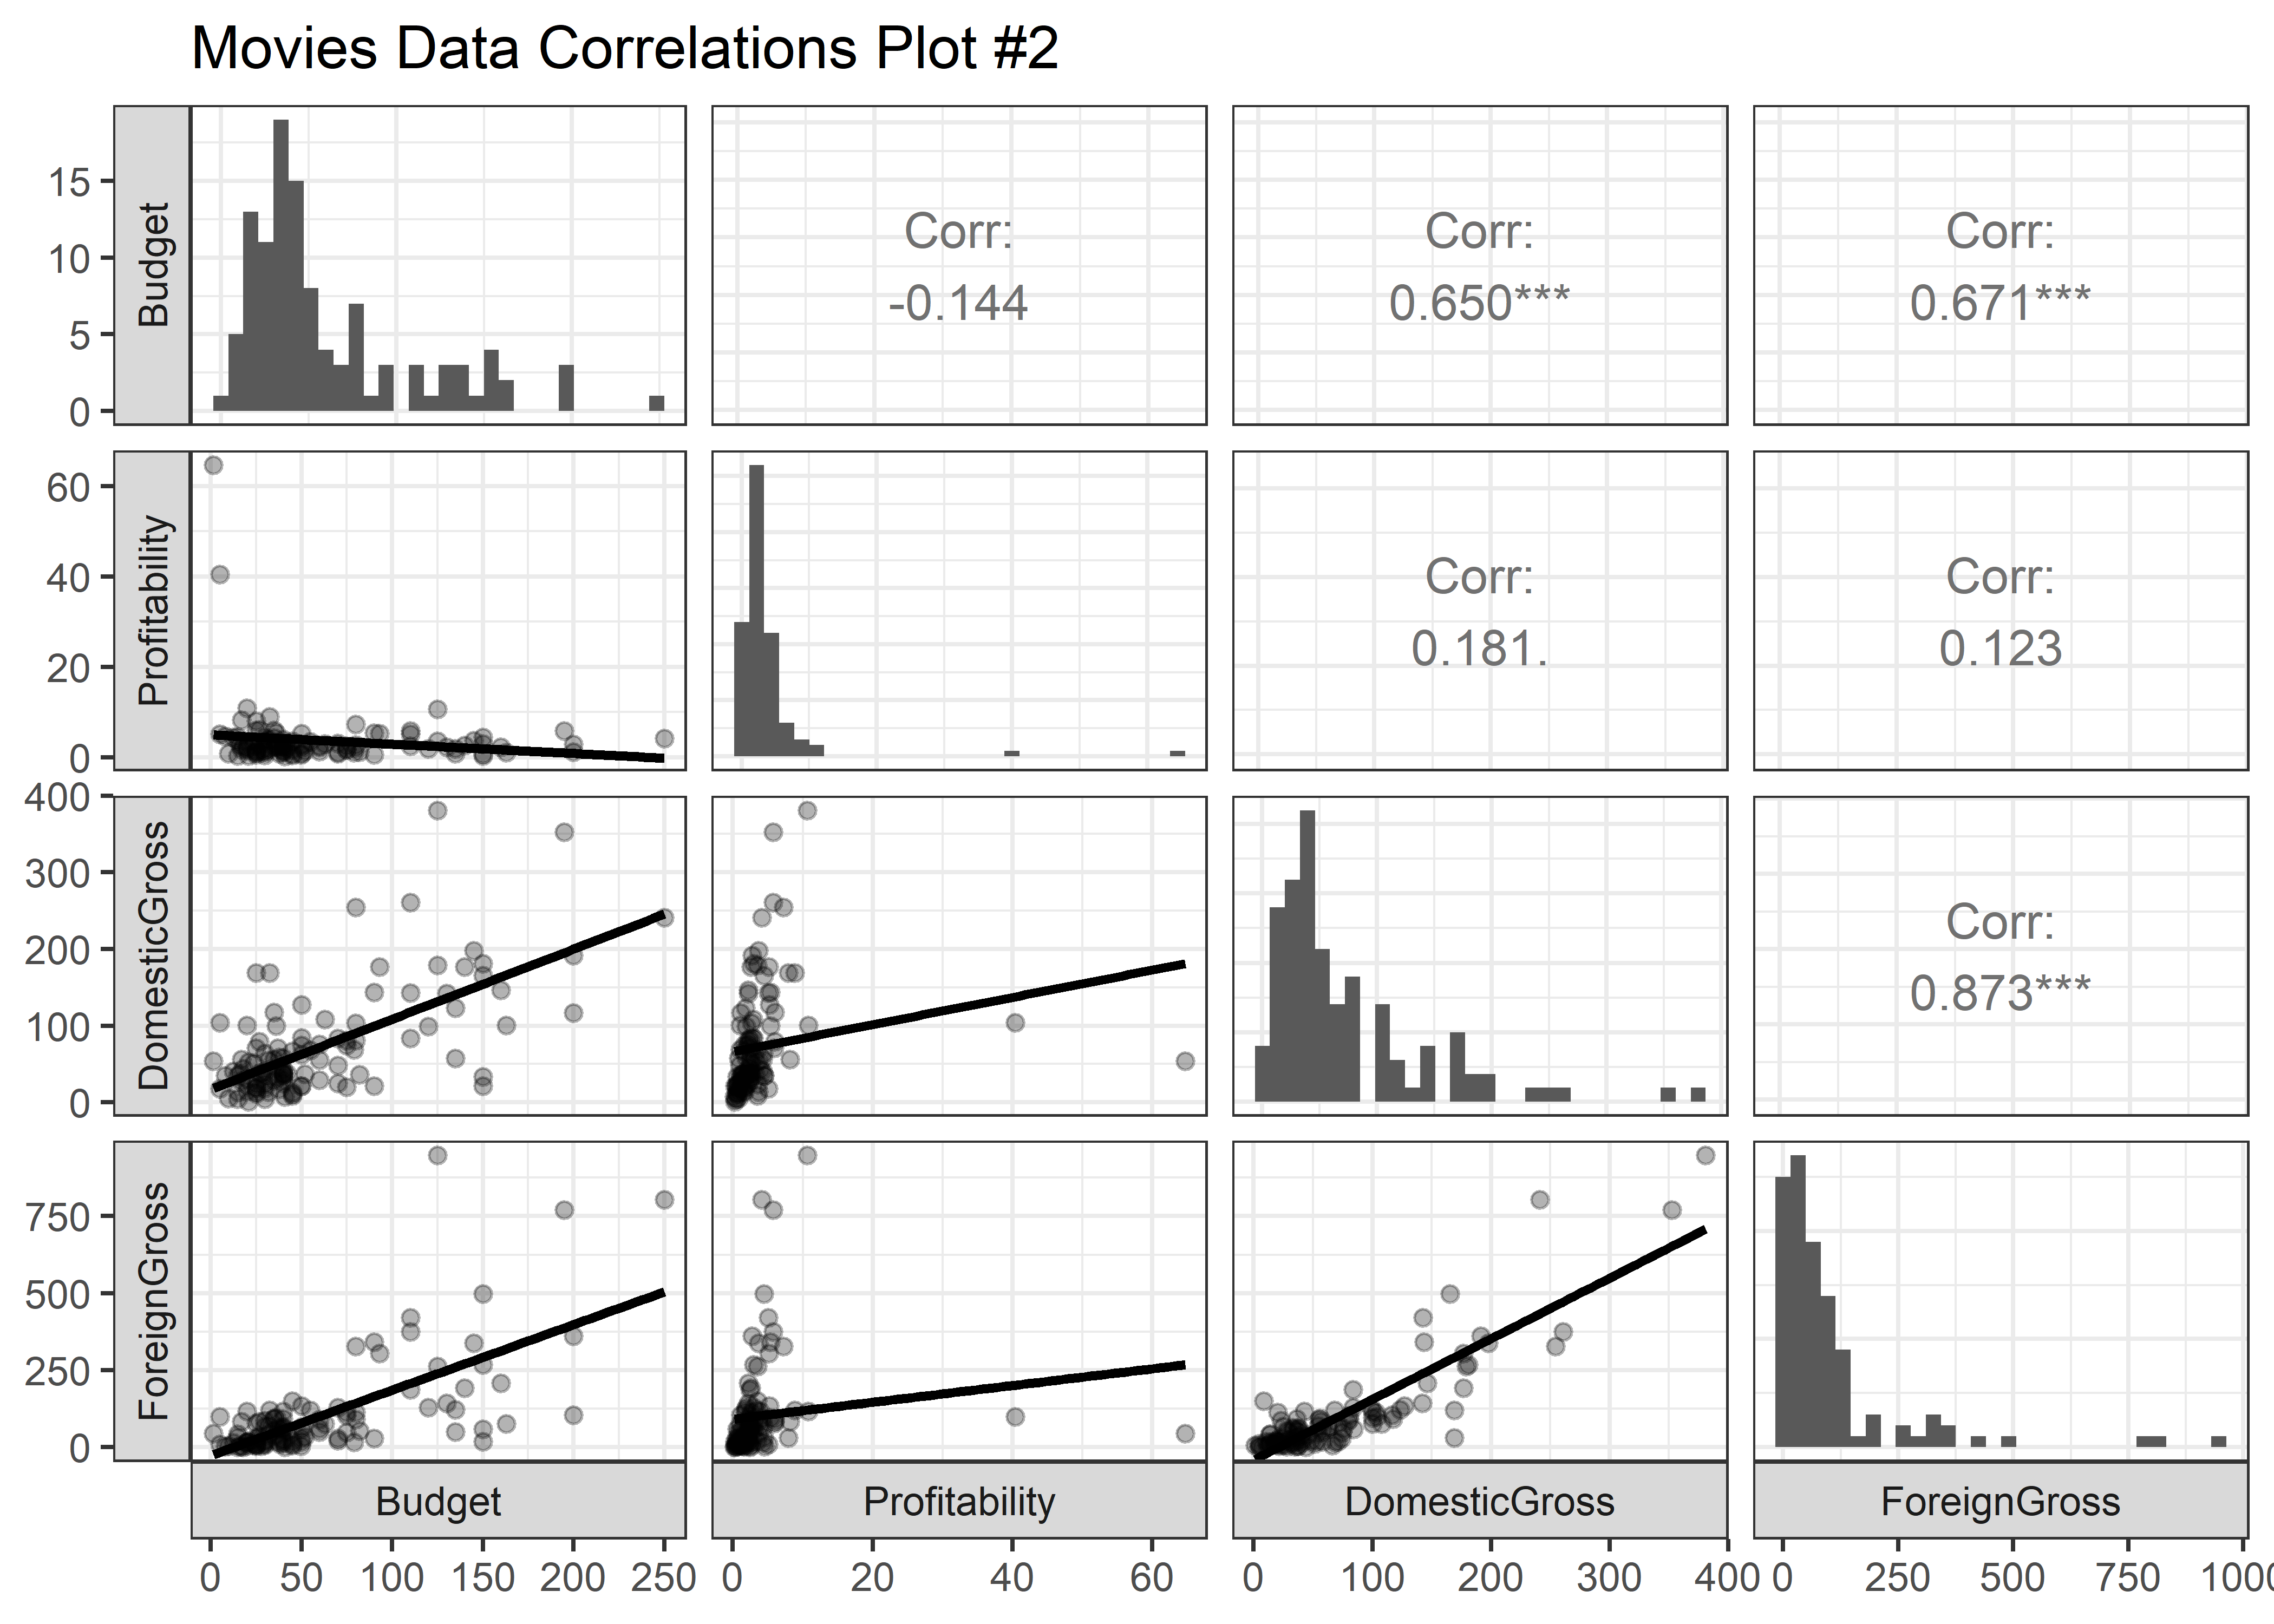 Movies Data Correlations Plot #2
Budget
15
10
5
0
Corr:
-0.144
Corr:
0.650***
Corr:
0.671***
Profitability
60
40
20
0
Corr:
0.181.
Corr:
0.123
DomesticGross
400
300
200
100
0
Corr:
0.873***
ForeignGross
750
500
250
0
Budget Profitability DomesticGross ForeignGross
0 50 100 150 200 250 0 20 40 60 0 100 200 300 400 0 250 500 750 1000